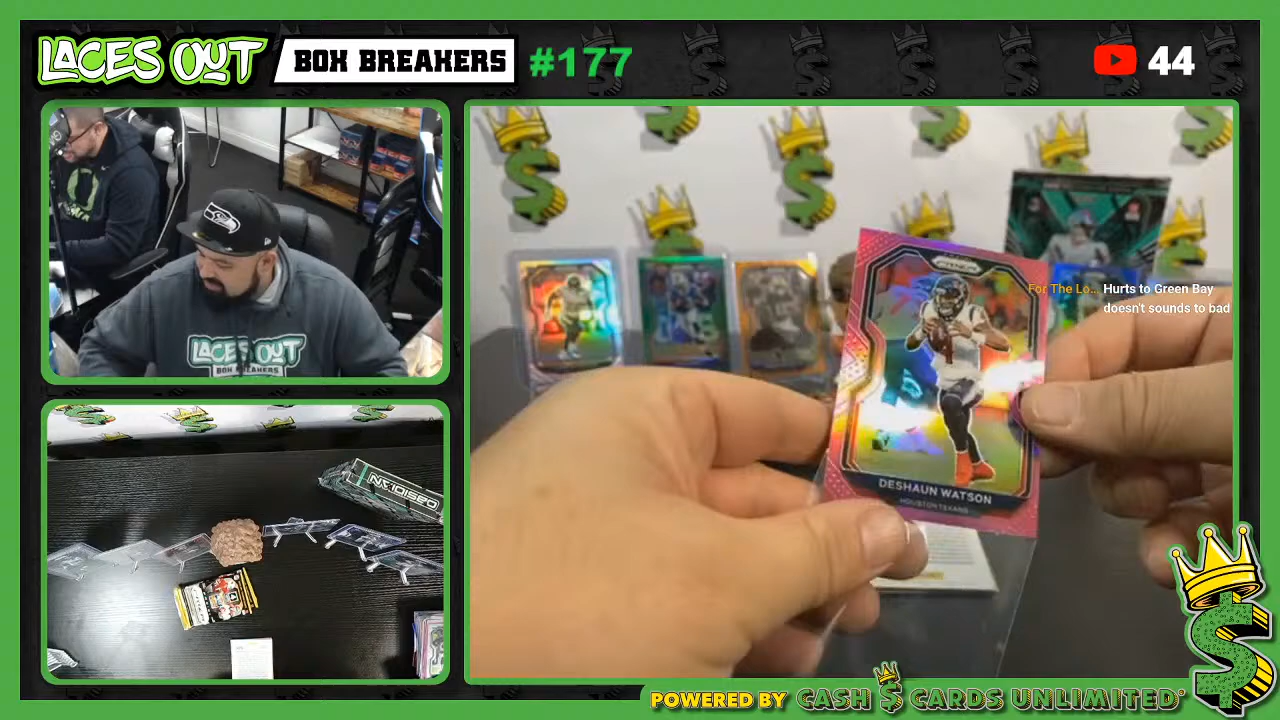 LACES OUT
BOX BREAKERS
#177
44
For The Lo... Hurts to Green Bay
doesn't sounds to bad
PRIZM
DESHAUN WATSON
HOUSTON TEXANS
LACES OUT
BOX BREAKERS
OBSIDIAN
POWERED BY CASH CARDS UNLIMITED